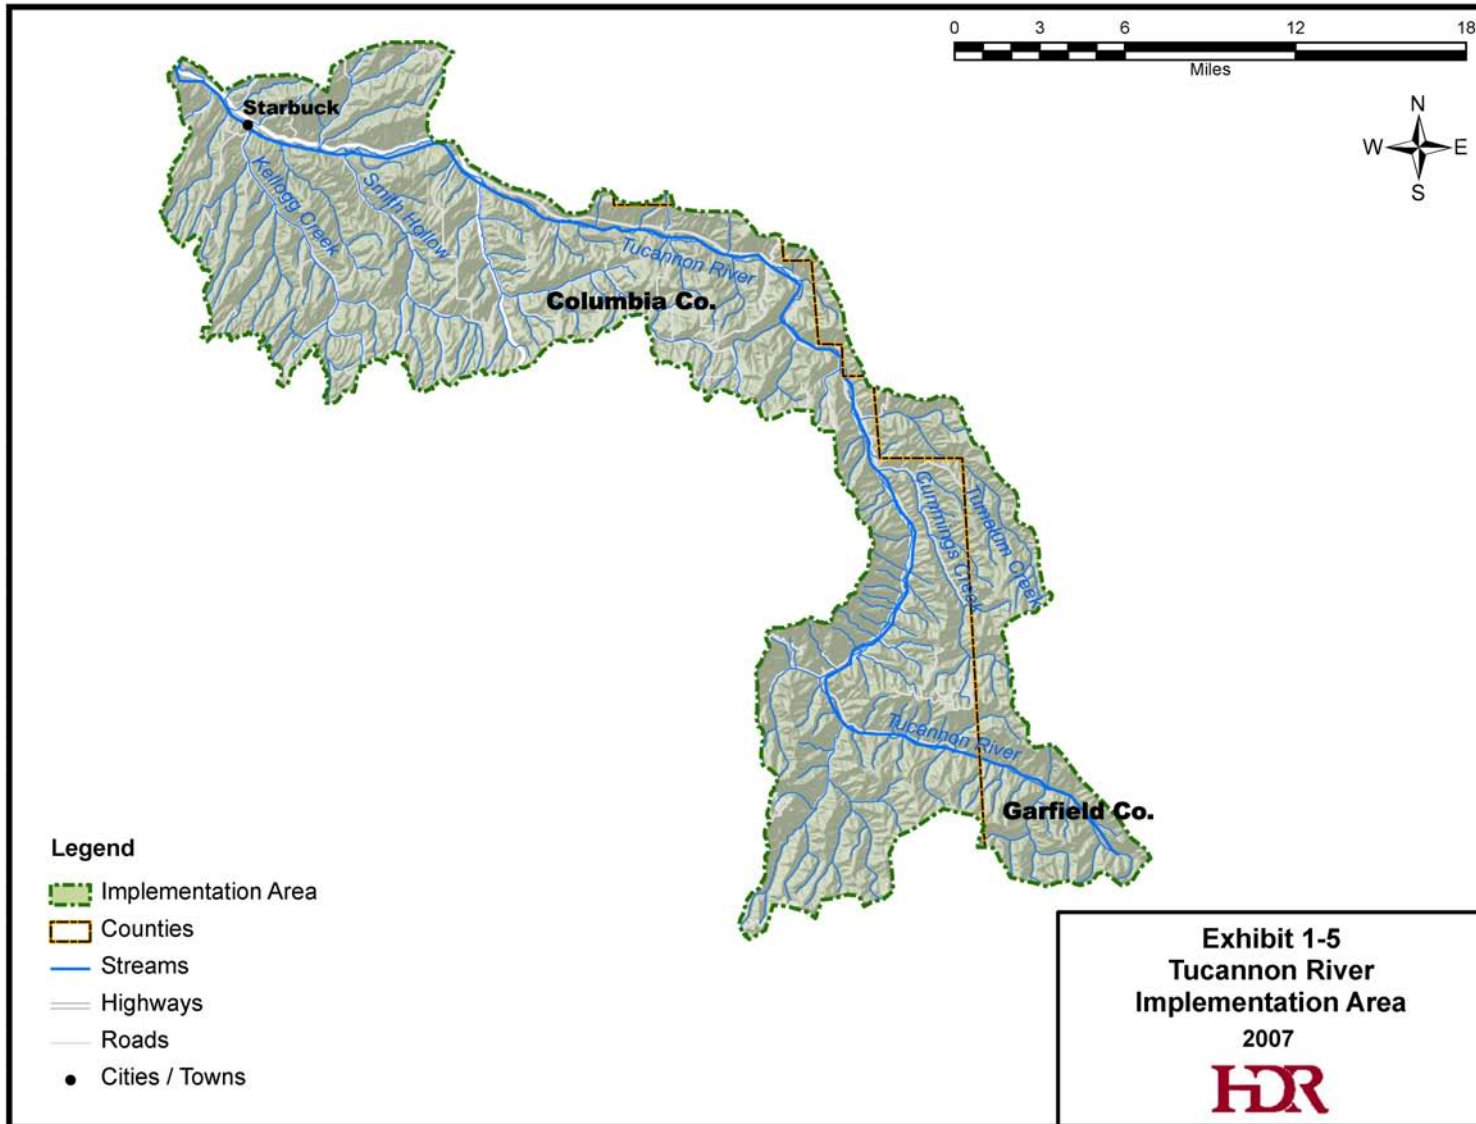 0 3 6 12 18
Miles
N
W E
S
Starbuck
Kellogg Creek
Smith Hollow
Tucannon River
Columbia Co.
Cummings Creek
Tumalum Creek
Tucannon River
Garfield Co.
Legend
Implementation Area
Counties
Streams
Highways
Roads
Cities / Towns
Exhibit 1-5
Tucannon River
Implementation Area
2007
HDR